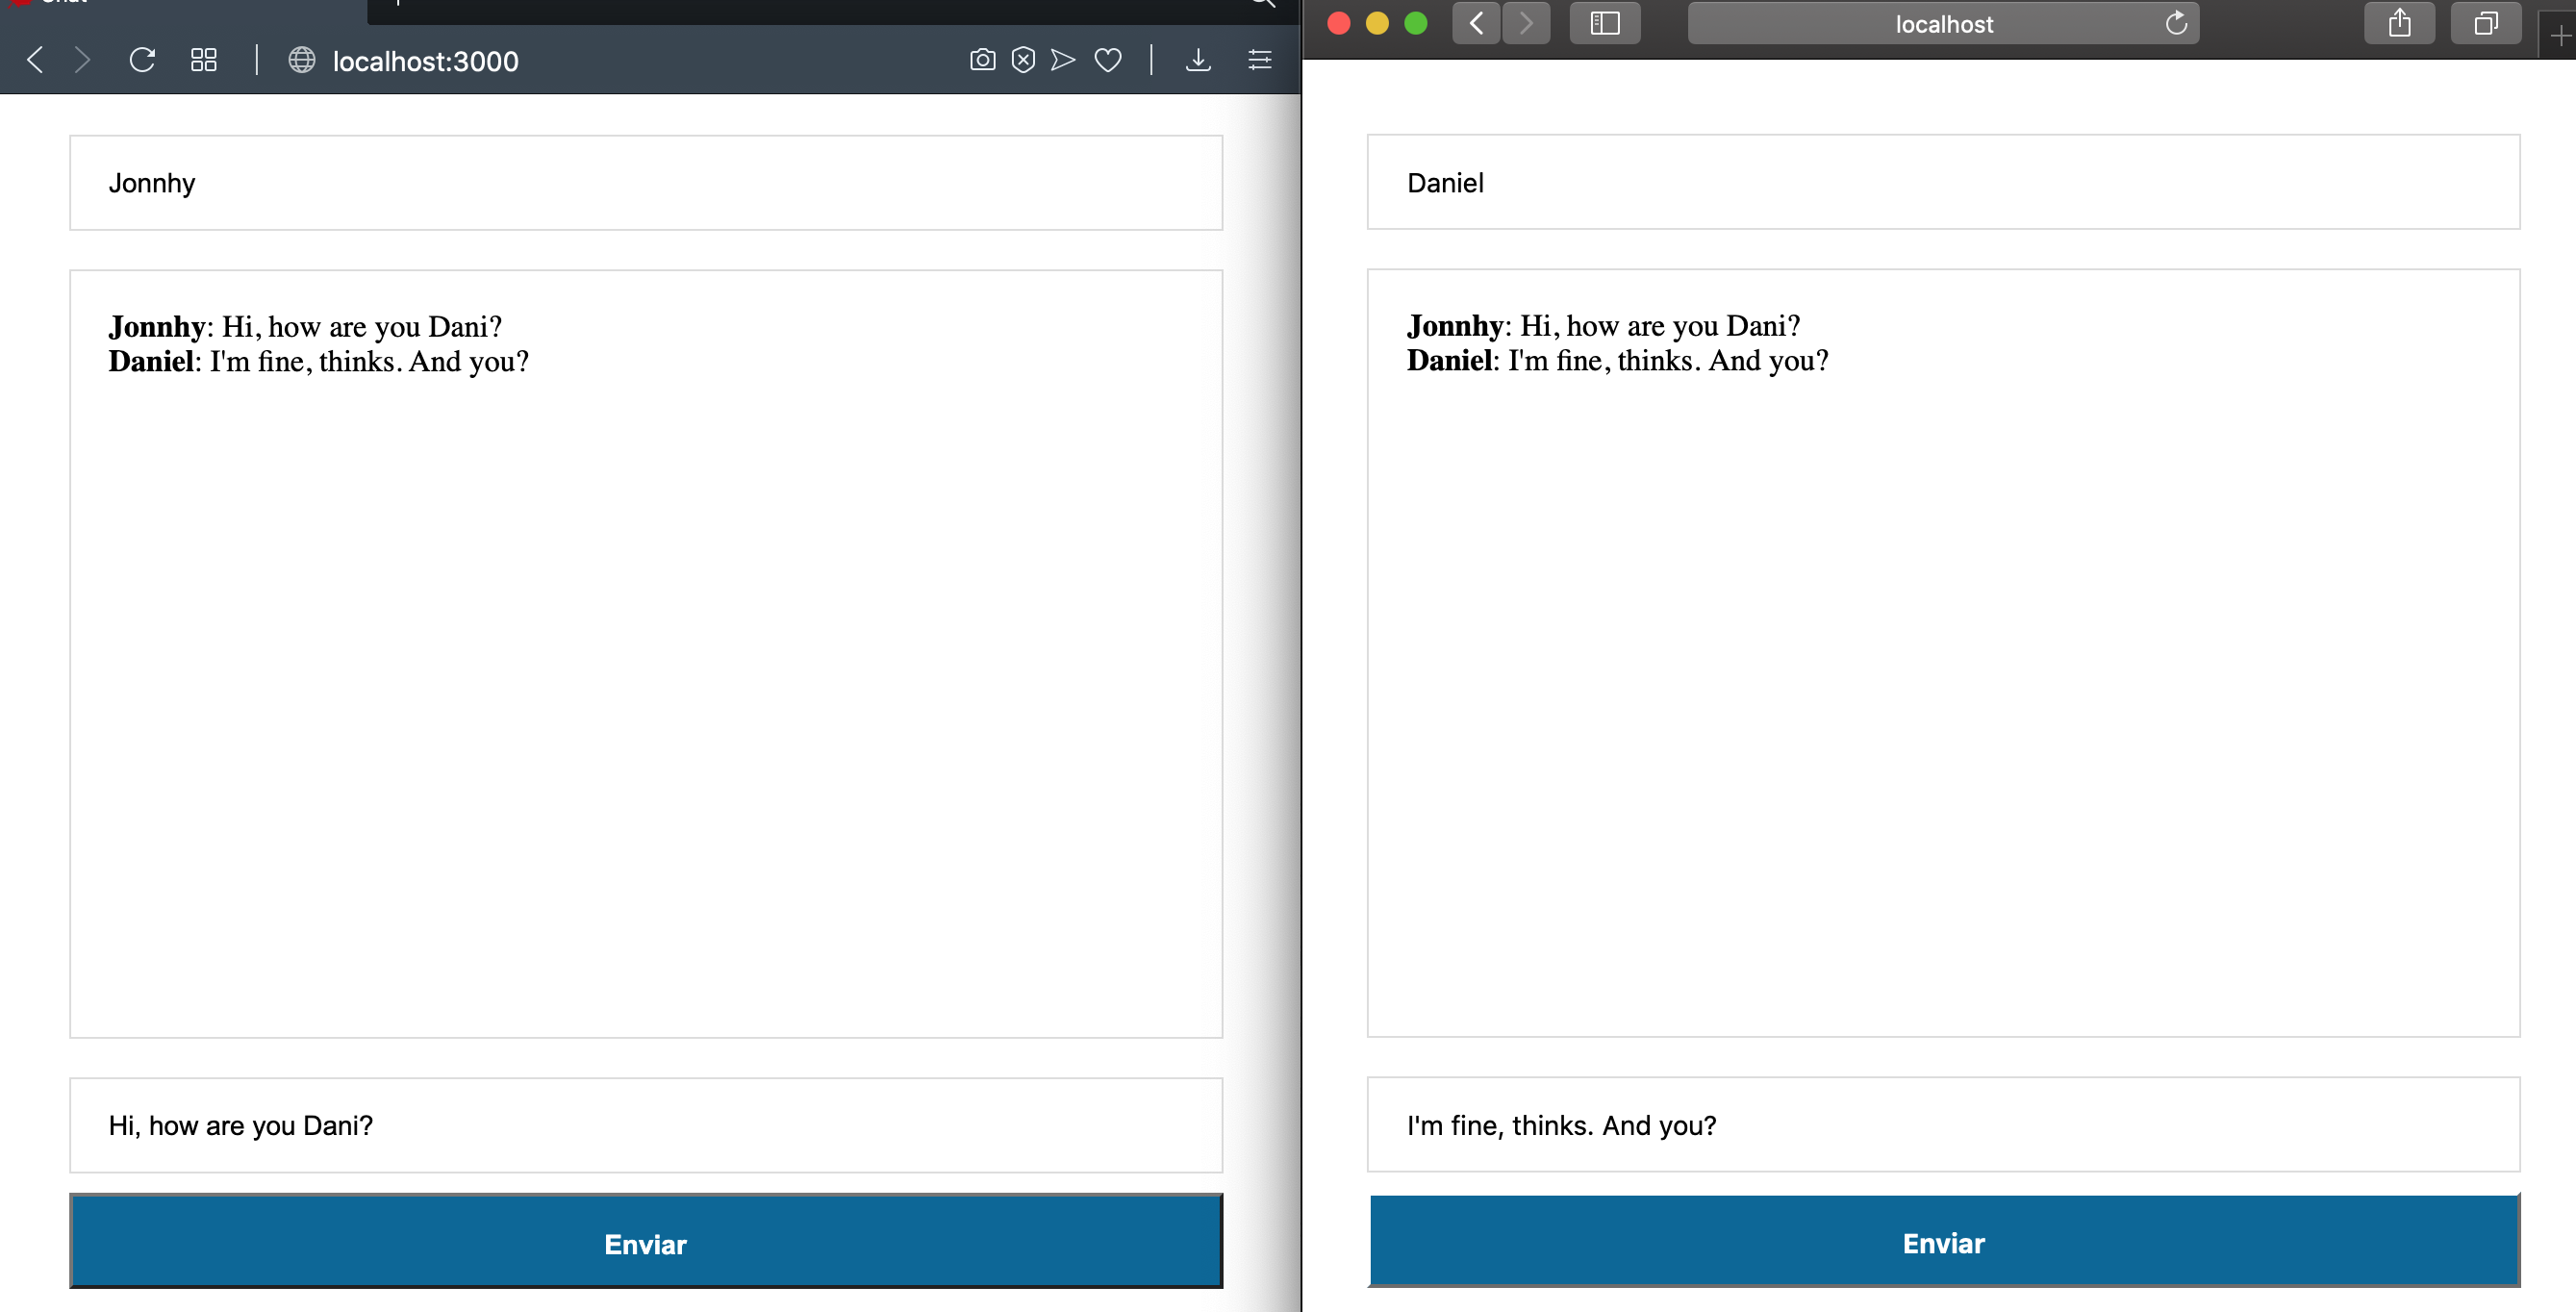 Chat
localhost:3000
Jonnhy
Jonnhy: Hi, how are you Dani?
Daniel: I'm fine, thinks. And you?
Hi, how are you Dani?
Enviar
localhost
Daniel
Jonnhy: Hi, how are you Dani?
Daniel: I'm fine, thinks. And you?
I'm fine, thinks. And you?
Enviar